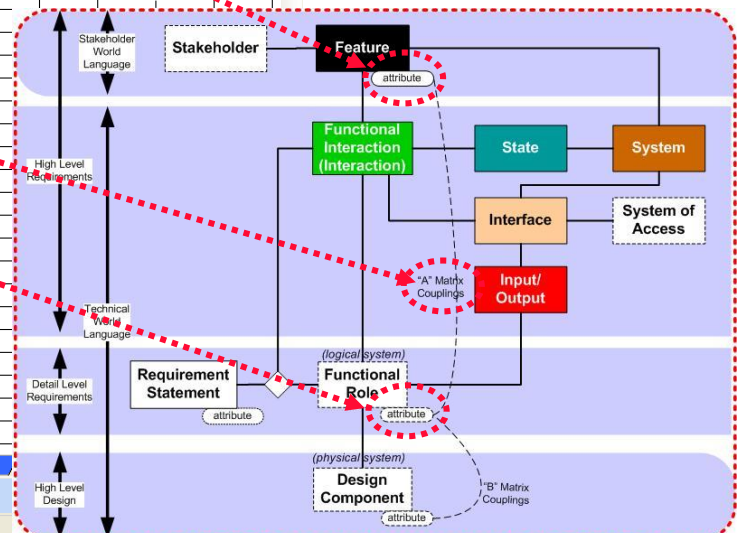 Stakeholder
World
Language
Stakeholder
Feature
attribute
Functional
Interaction
(Interaction)
State
System
High Level
Requirements
Interface
System of
Access
"A" Matrix
Couplings
Input/
Output
Technical
World
Language
(logical system)
Requirement
Statement
Functional
Role
Detail Level
Requirements
attribute
attribute
(physical system)
Design
Component
High Level
Design
"B" Matrix
Couplings
attribute